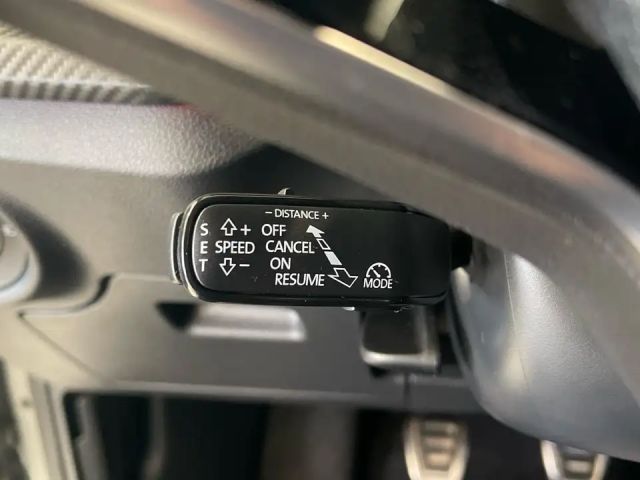 - DISTANCE +
S + OFF
E SPEED CANCEL
T - ON
RESUME MODE